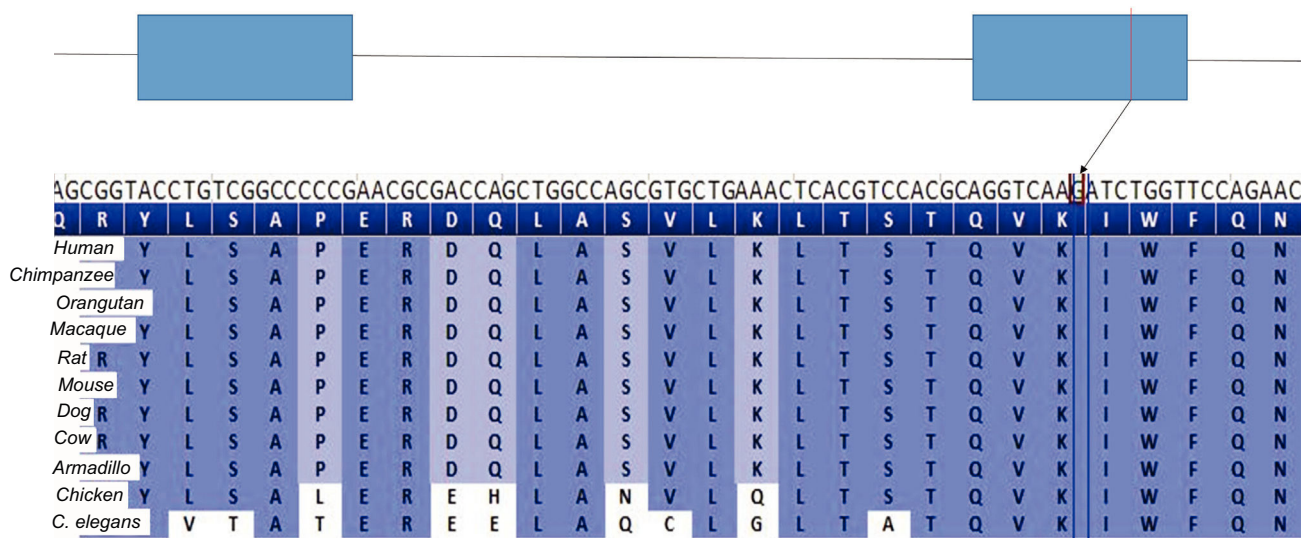 AGCGGTACCTGTCGGCCCCCGAACGCGACCAGCTGGCCAGCGTGCTGAAACTCACGTCCACGCAGGTCAAGATCTGGTTCCAGAAC
Q R Y L S A P E R D Q L A S V L K L T S T Q V K I W F Q N
Human Y L S A P E R D Q L A S V L K L T S T Q V K I W F Q N
Chimpanzee Y L S A P E R D Q L A S V L K L T S T Q V K I W F Q N
Orangutan L S A P E R D Q L A S V L K L T S T Q V K I W F Q N
Macaque Y L S A P E R D Q L A S V L K L T S T Q V K I W F Q N
Rat R Y L S A P E R D Q L A S V L K L T S T Q V K I W F Q N
Mouse Y L S A P E R D Q L A S V L K L T S T Q V K I W F Q N
Dog R Y L S A P E R D Q L A S V L K L T S T Q V K I W F Q N
Cow R Y L S A P E R D Q L A S V L K L T S T Q V K I W F Q N
Armadillo Y L S A P E R D Q L A S V L K L T S T Q V K I W F Q N
Chicken Y L S A L E R E H L A N V L Q L T S T Q V K I W F Q N
C. elegans V T A T E R E E L A Q C L G L T A T Q V K I W F Q N